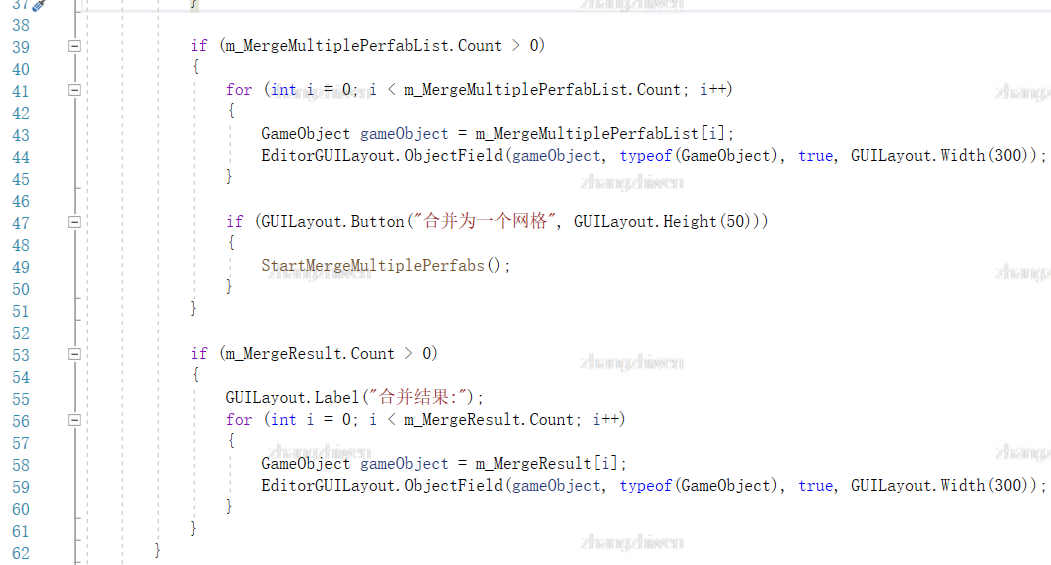 37 }
38
39 if (m_MergeMultiplePerfabList.Count > 0)
40 {
41 for (int i = 0; i < m_MergeMultiplePerfabList.Count; i++)
42 {
43 GameObject gameObject = m_MergeMultiplePerfabList[i];
44 EditorGUILayout.ObjectField(gameObject, typeof(GameObject), true, GUILayout.Width(300));
45 }
46
47 if (GUILayout.Button("合并为一个网格", GUILayout.Height(50)))
48 {
49 StartMergeMultiplePerfabs();
50 }
51 }
52
53 if (m_MergeResult.Count > 0)
54 {
55 GUILayout.Label("合并结果:");
56 for (int i = 0; i < m_MergeResult.Count; i++)
57 {
58 GameObject gameObject = m_MergeResult[i];
59 EditorGUILayout.ObjectField(gameObject, typeof(GameObject), true, GUILayout.Width(300));
60 }
61 }
62 }